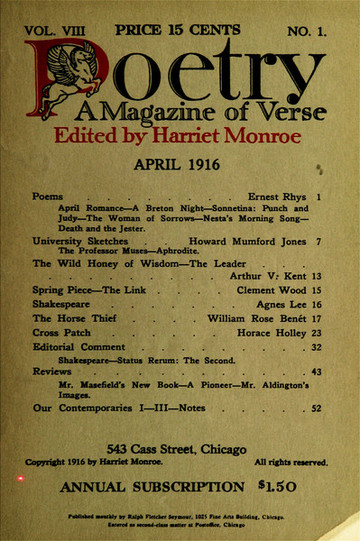 VOL. VIII PRICE 15 CENTS NO. 1.
Poetry
A Magazine of Verse
Edited by Harriet Monroe
APRIL 1916
Poems . . . . . . . Ernest Rhys 1
April Romance—A Breton Night—Sonnetina: Punch and
Judy—The Woman of Sorrows—Nesta's Morning Song—
Death and the Jester.
University Sketches . . . Howard Mumford Jones 7
The Professor Muses—Aphrodite.
The Wild Honey of Wisdom—The Leader
. . . . . . . . Arthur V. Kent 13
Spring Piece—The Link . . . . . Clement Wood 15
Shakespeare . . . . . . . . Agnes Lee 16
The Horse Thief . . . . William Rose Benét 17
Cross Patch . . . . . . . Horace Holley 23
Editorial Comment . . . . . . . . . 32
Shakespeare—Status Rerum: The Second.
Reviews . . . . . . . . . . . 43
Mr. Masefield's New Book—A Pioneer—Mr. Aldington's
Images.
Our Contemporaries I—III—Notes . . . . . 52
543 Cass Street, Chicago
Copyright 1916 by Harriet Monroe. All rights reserved.
ANNUAL SUBSCRIPTION $1.50
Published monthly by Ralph Fletcher Seymour, 1025 Fine Arts Building, Chicago.
Entered as second-class matter at Postoffice, Chicago